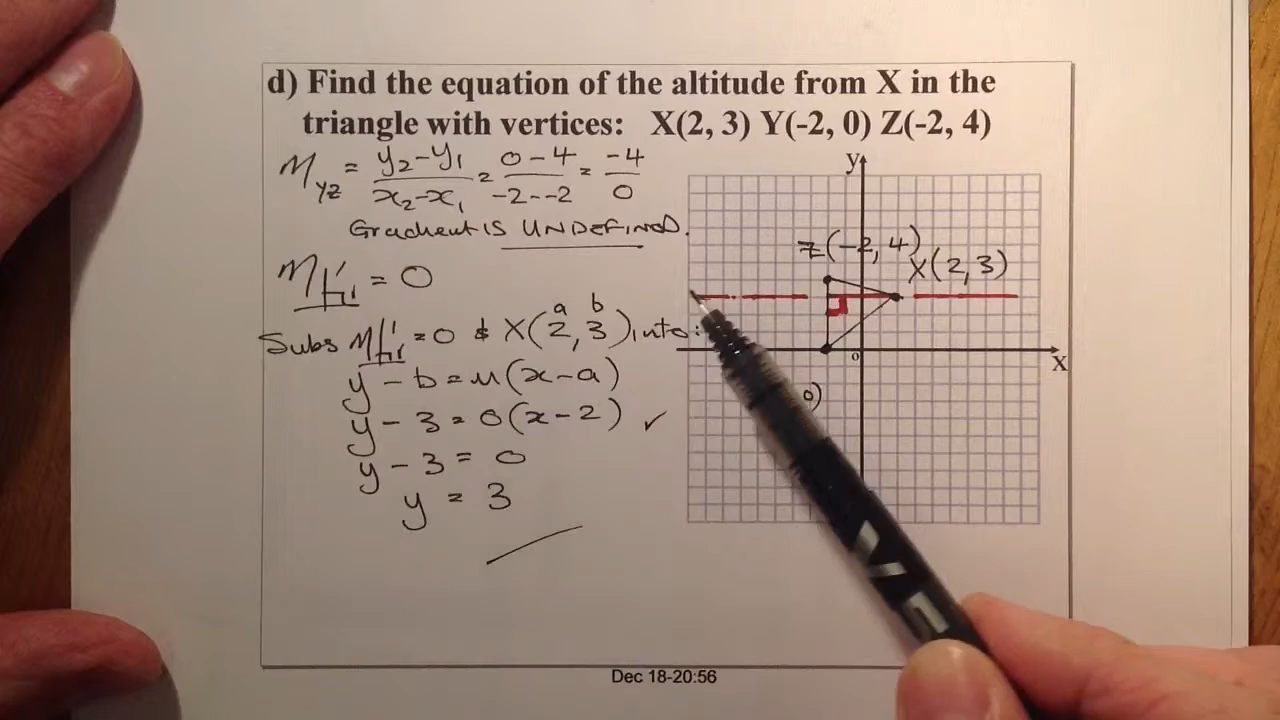 d) Find the equation of the altitude from X in the
triangle with vertices: X(2, 3) Y(-2, 0) Z(-2, 4)
M_YZ = y₂-y₁/x₂-x₁ = 0-4/-2--2 = -4/0
Gradient IS UNDEFINED.
M = 0
a b
Subs M = 0 & X(2, 3) into:
y - b = m(x-a)
y - 3 = 0(x-2) ✓
y - 3 = 0
y = 3
y
Z(-2, 4)
X(2, 3)
o
x
0)
Dec 18-20:56